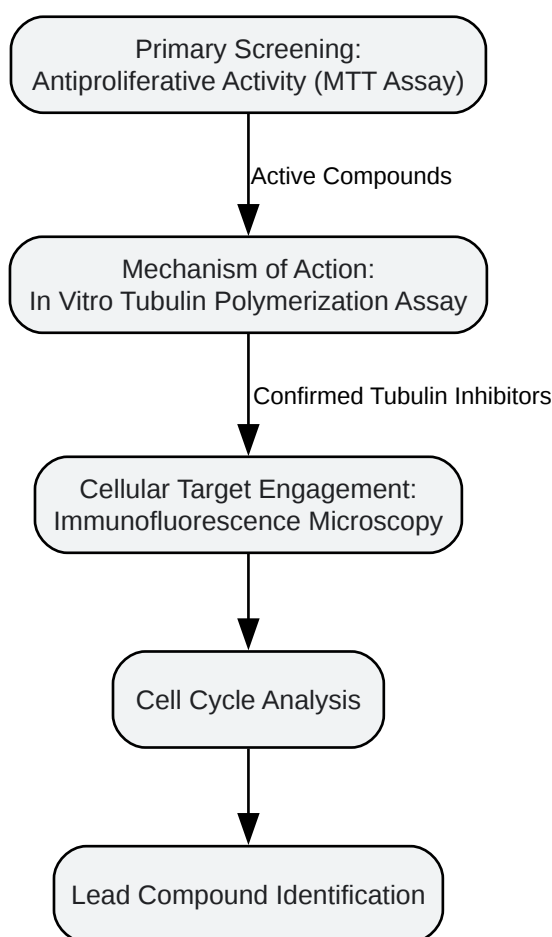 Primary Screening:
Antiproliferative Activity (MTT Assay)
Active Compounds
Mechanism of Action:
In Vitro Tubulin Polymerization Assay
Confirmed Tubulin Inhibitors
Cellular Target Engagement:
Immunofluorescence Microscopy
Cell Cycle Analysis
Lead Compound Identification